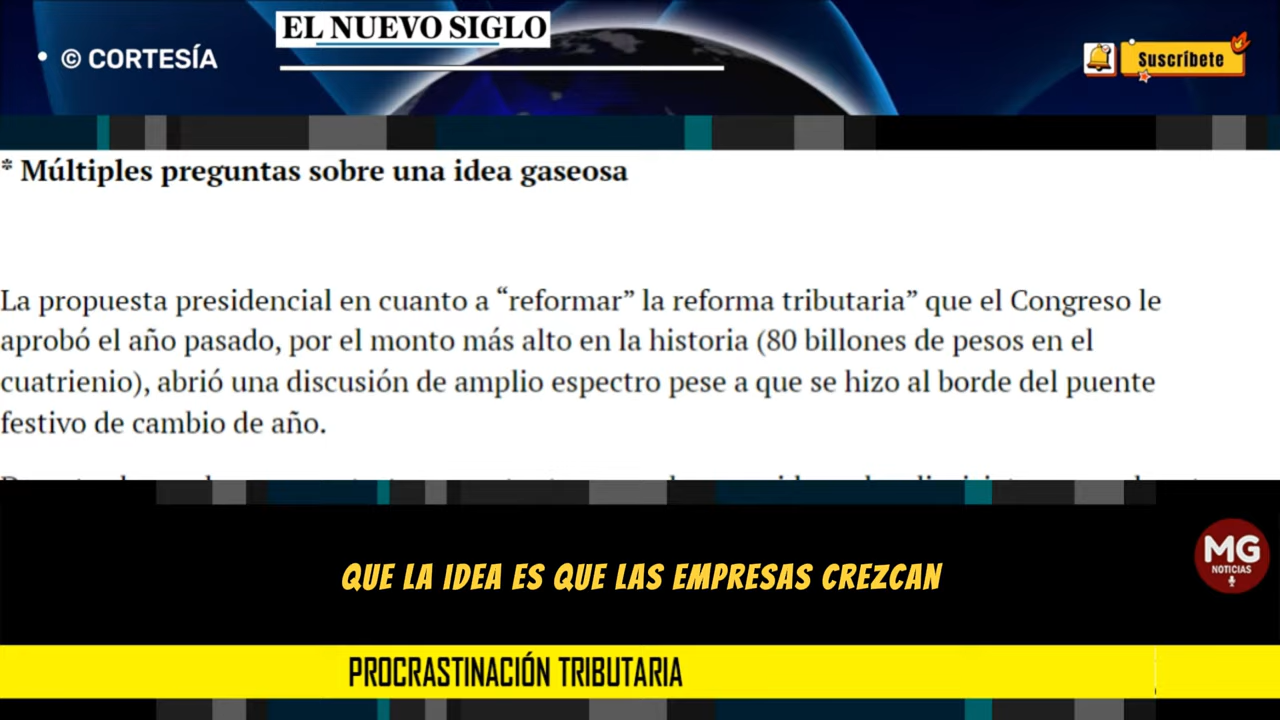 EL NUEVO SIGLO
• © CORTESÍA
Suscríbete
* Múltiples preguntas sobre una idea gaseosa
La propuesta presidencial en cuanto a “reformar” la reforma tributaria” que el Congreso le
aprobó el año pasado, por el monto más alto en la historia (80 billones de pesos en el
cuatrienio), abrió una discusión de amplio espectro pese a que se hizo al borde del puente
festivo de cambio de año.
MG
NOTICIAS
QUE LA IDEA ES QUE LAS EMPRESAS CREZCAN
PROCRASTINACIÓN TRIBUTARIA